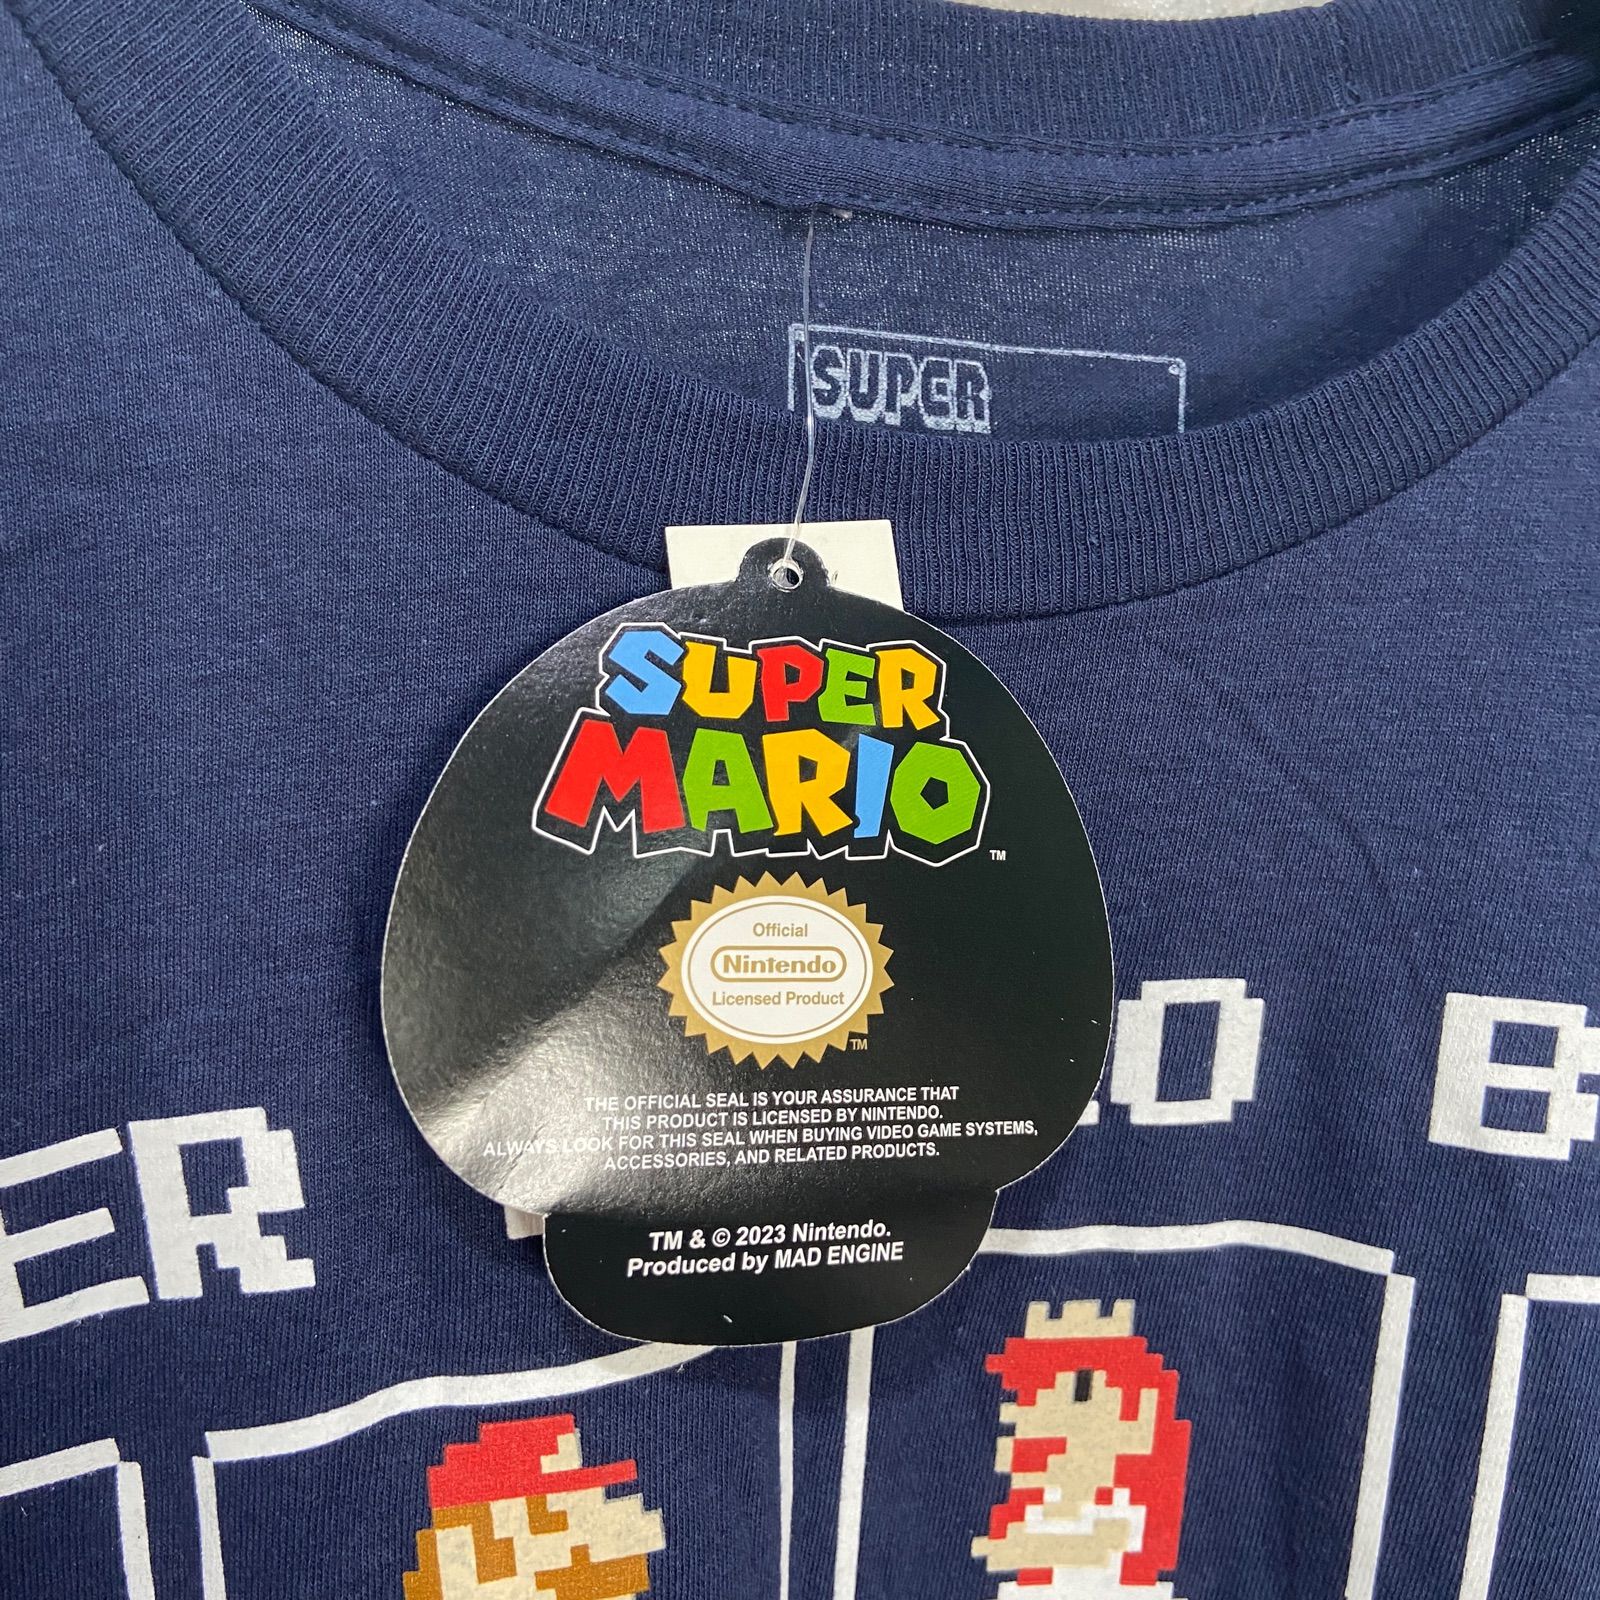 SUPER
SUPER
MARIO
TM
Official
Nintendo
Licensed Product
TM
THE OFFICIAL SEAL IS YOUR ASSURANCE THAT
THIS PRODUCT IS LICENSED BY NINTENDO.
ALWAYS LOOK FOR THIS SEAL WHEN BUYING VIDEO GAME SYSTEMS,
ACCESSORIES, AND RELATED PRODUCTS.
TM & © 2023 Nintendo.
Produced by MAD ENGINE
ER